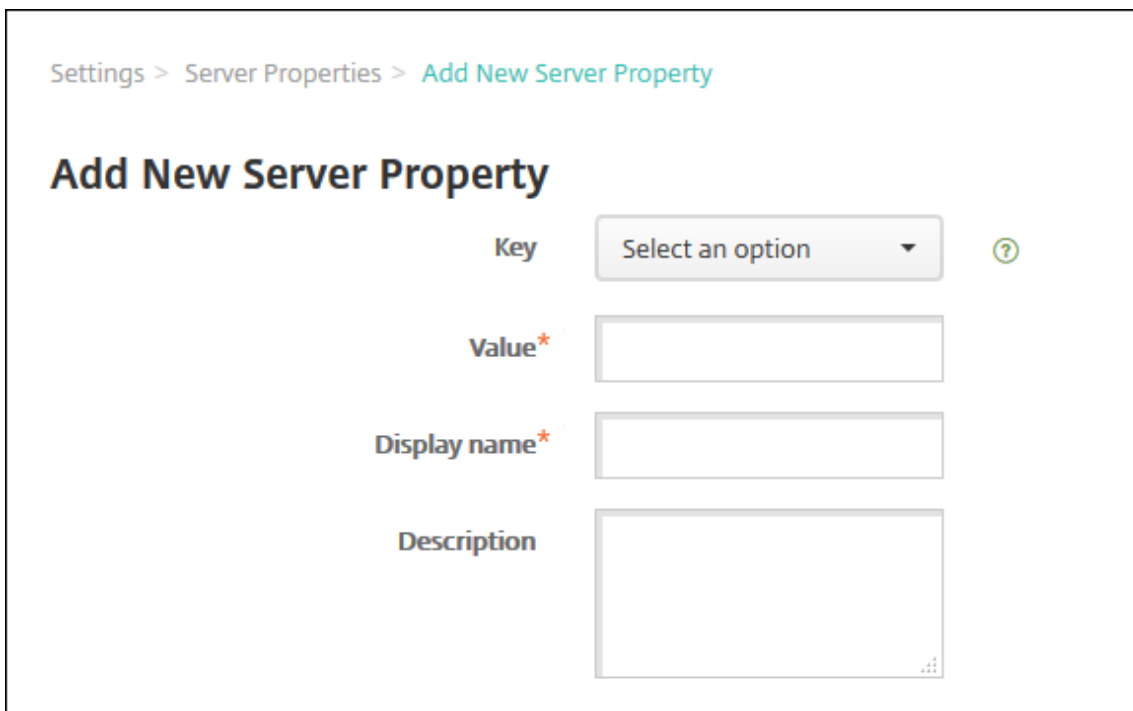 Settings > Server Properties > Add New Server Property
Add New Server Property
Key Select an option ?
Value*
Display name*
Description